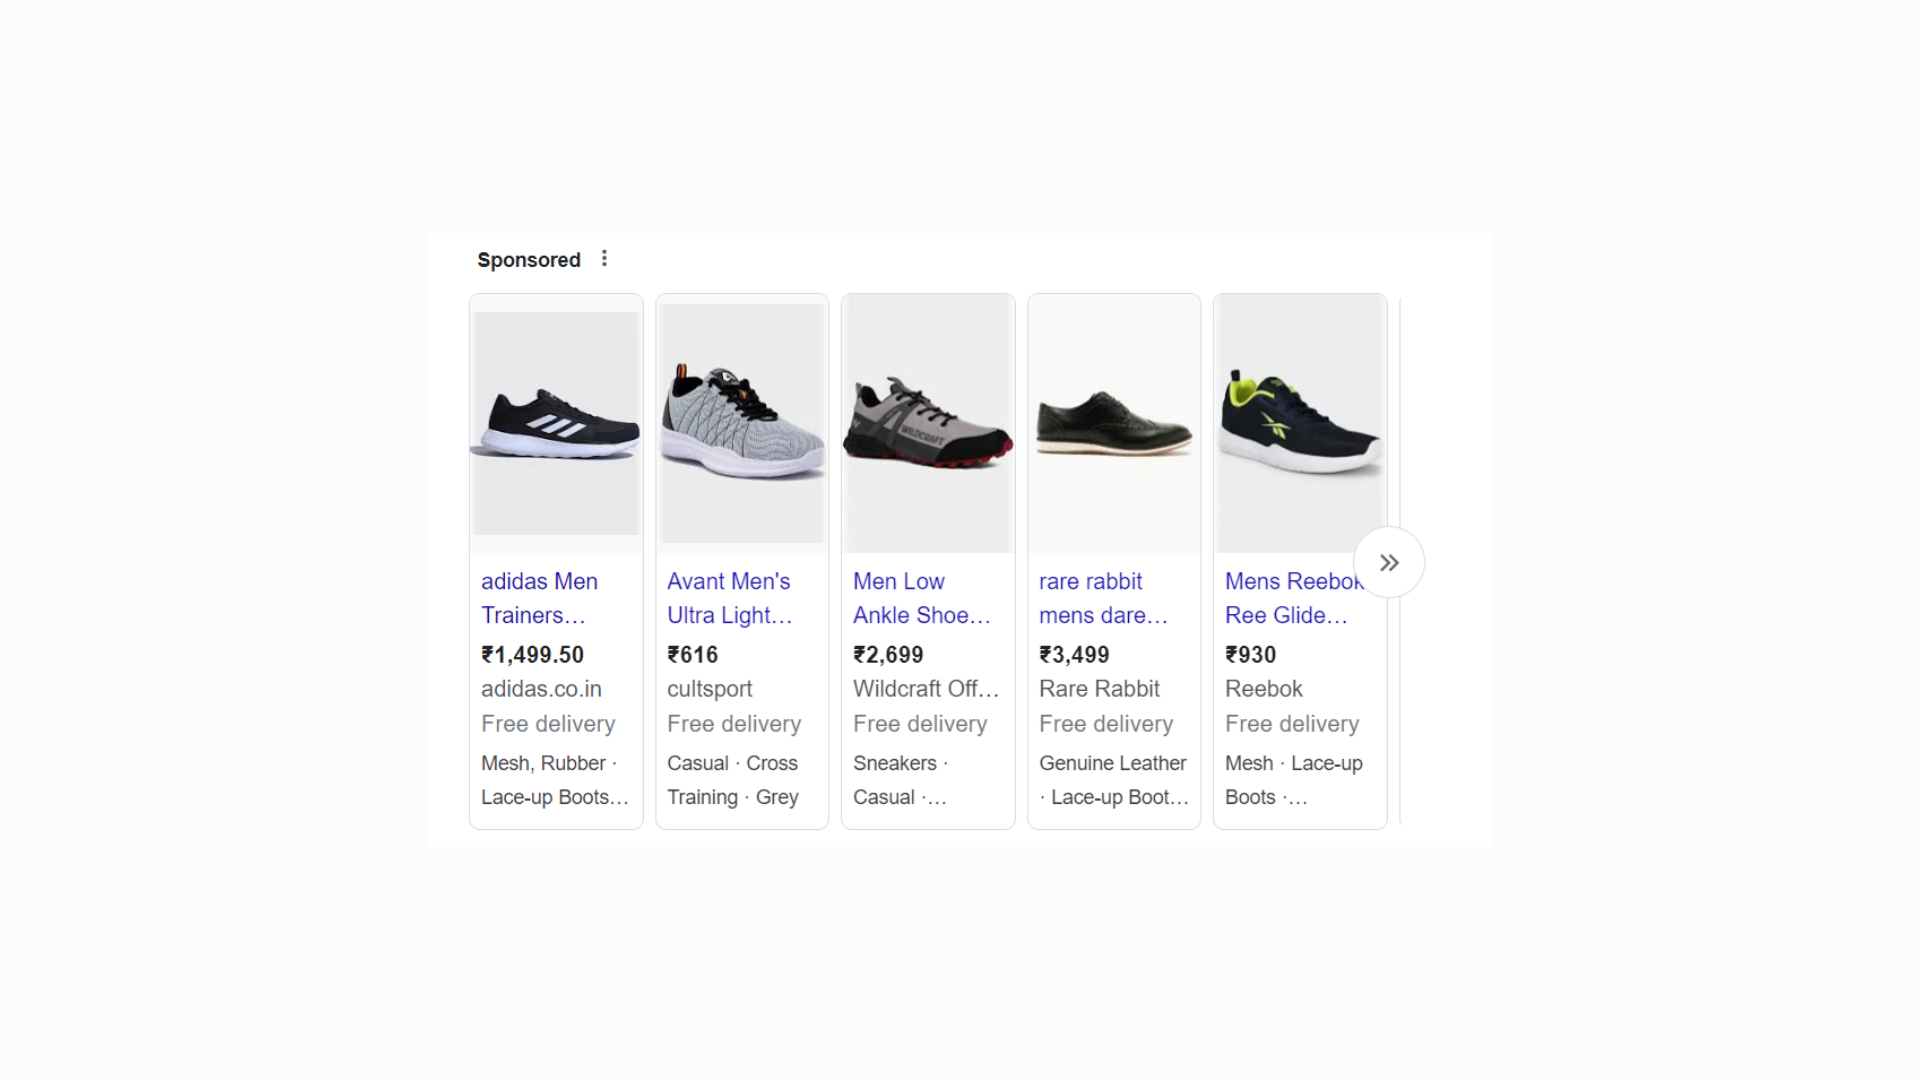 Sponsored
WILDCRAFT
adidas Men
Trainers...
₹1,499.50
adidas.co.in
Free delivery
Mesh, Rubber ·
Lace-up Boots...
Avant Men's
Ultra Light...
₹616
cultsport
Free delivery
Casual · Cross
Training · Grey
Men Low
Ankle Shoe...
₹2,699
Wildcraft Off...
Free delivery
Sneakers ·
Casual ·...
rare rabbit
mens dare...
₹3,499
Rare Rabbit
Free delivery
Genuine Leather
· Lace-up Boot...
Mens Reebok
Ree Glide...
₹930
Reebok
Free delivery
Mesh · Lace-up
Boots ·...